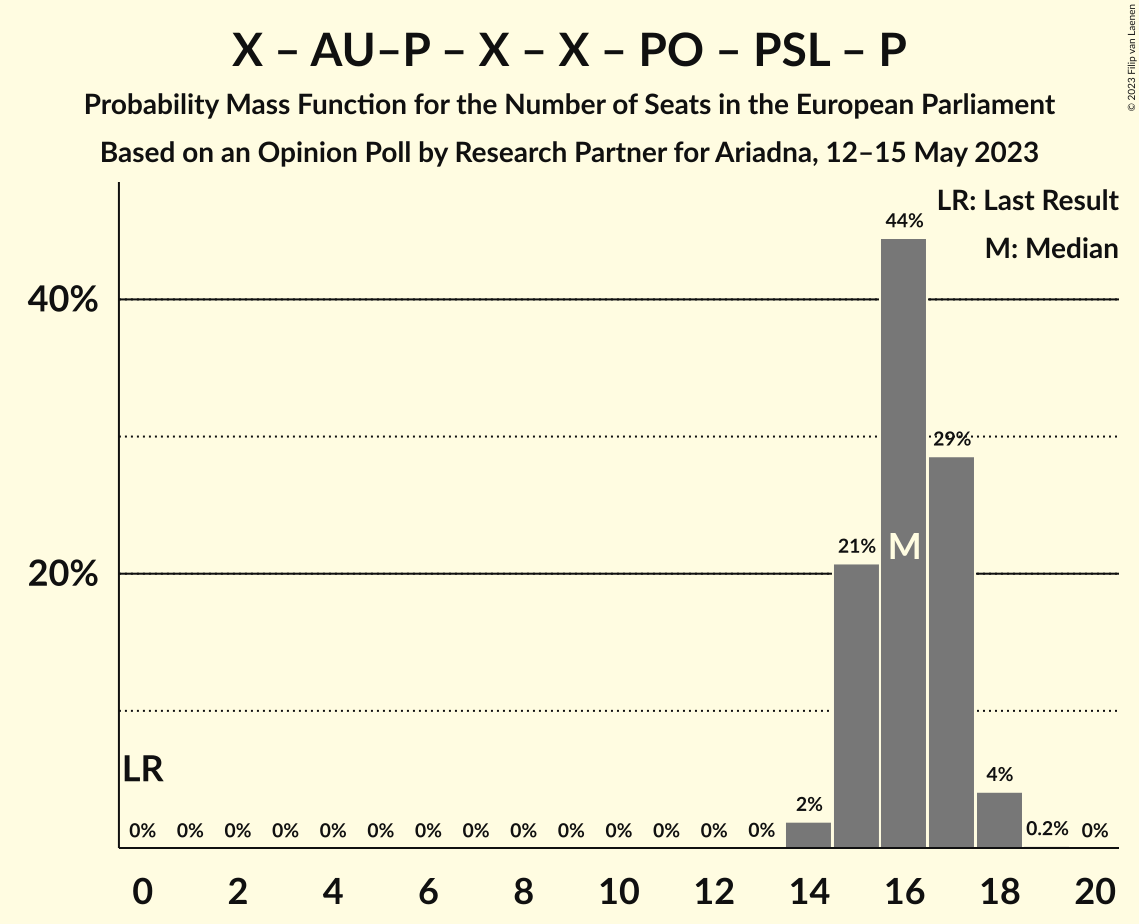 X – AU–P – X – X – PO – PSL – P
Probability Mass Function for the Number of Seats in the European Parliament
Based on an Opinion Poll by Research Partner for Ariadna, 12–15 May 2023
© 2023 Filip van Laenen
LR: Last Result
M: Median
44%
40%
29%
21%
M
20%
LR
4%
2%
0% 0% 0% 0% 0% 0% 0% 0% 0% 0% 0% 0% 0% 0% 0.2% 0%
0 2 4 6 8 10 12 14 16 18 20